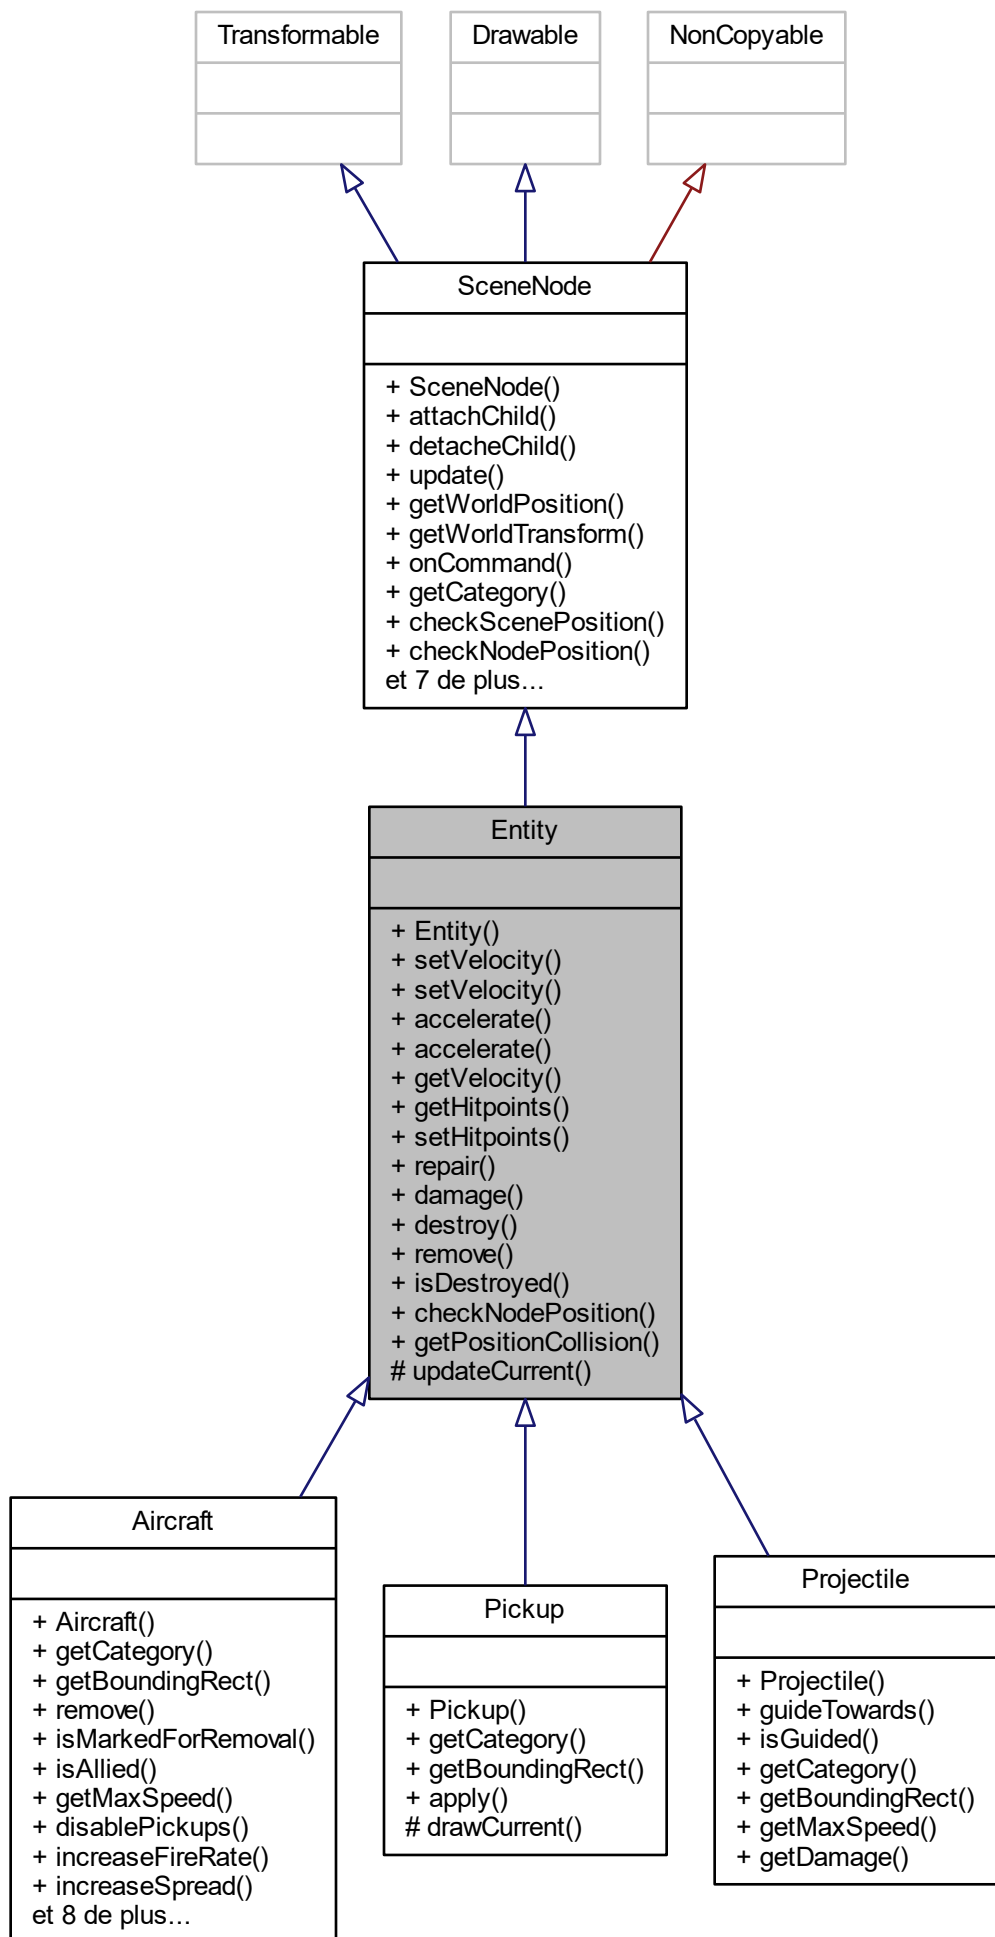 Transformable
Drawable
NonCopyable
SceneNode
+ SceneNode()
+ attachChild()
+ detacheChild()
+ update()
+ getWorldPosition()
+ getWorldTransform()
+ onCommand()
+ getCategory()
+ checkScenePosition()
+ checkNodePosition()
et 7 de plus...
Entity
+ Entity()
+ setVelocity()
+ setVelocity()
+ accelerate()
+ accelerate()
+ getVelocity()
+ getHitpoints()
+ setHitpoints()
+ repair()
+ damage()
+ destroy()
+ remove()
+ isDestroyed()
+ checkNodePosition()
+ getPositionCollision()
# updateCurrent()
Aircraft
+ Aircraft()
+ getCategory()
+ getBoundingRect()
+ remove()
+ isMarkedForRemoval()
+ isAllied()
+ getMaxSpeed()
+ disablePickups()
+ increaseFireRate()
+ increaseSpread()
et 8 de plus...
Pickup
+ Pickup()
+ getCategory()
+ getBoundingRect()
+ apply()
# drawCurrent()
Projectile
+ Projectile()
+ guideTowards()
+ isGuided()
+ getCategory()
+ getBoundingRect()
+ getMaxSpeed()
+ getDamage()